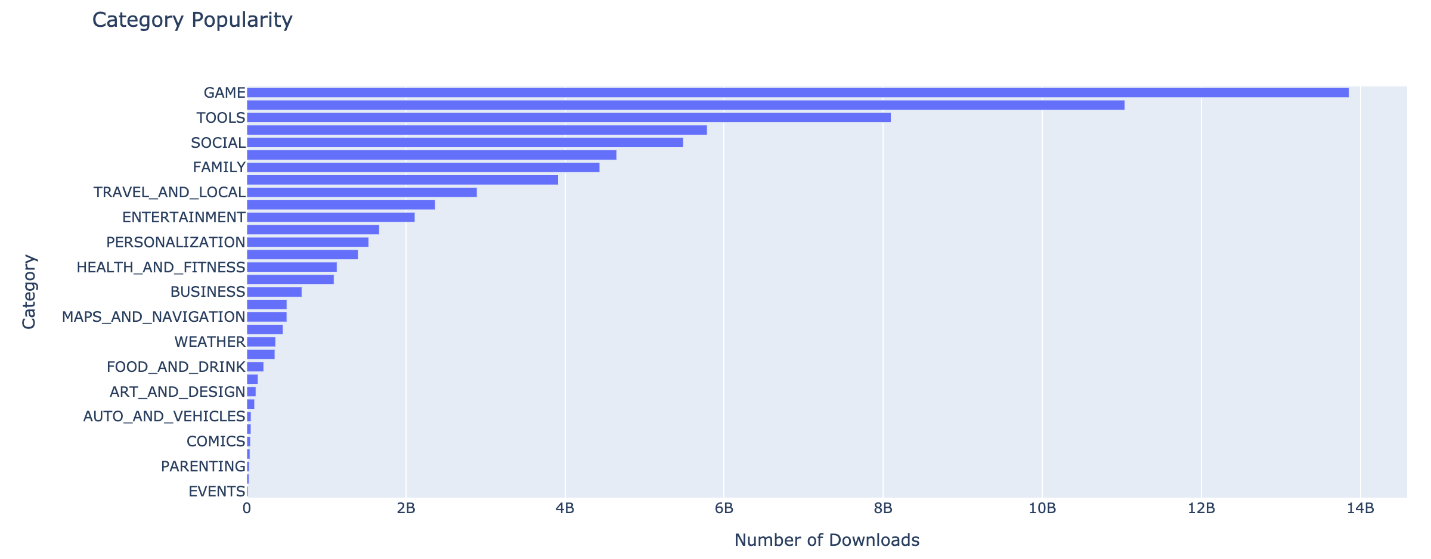 Category Popularity
GAME
TOOLS
SOCIAL
FAMILY
TRAVEL_AND_LOCAL
ENTERTAINMENT
PERSONALIZATION
HEALTH_AND_FITNESS
BUSINESS
MAPS_AND_NAVIGATION
WEATHER
FOOD_AND_DRINK
ART_AND_DESIGN
AUTO_AND_VEHICLES
COMICS
PARENTING
EVENTS
Category
0 2B 4B 6B 8B 10B 12B 14B
Number of Downloads